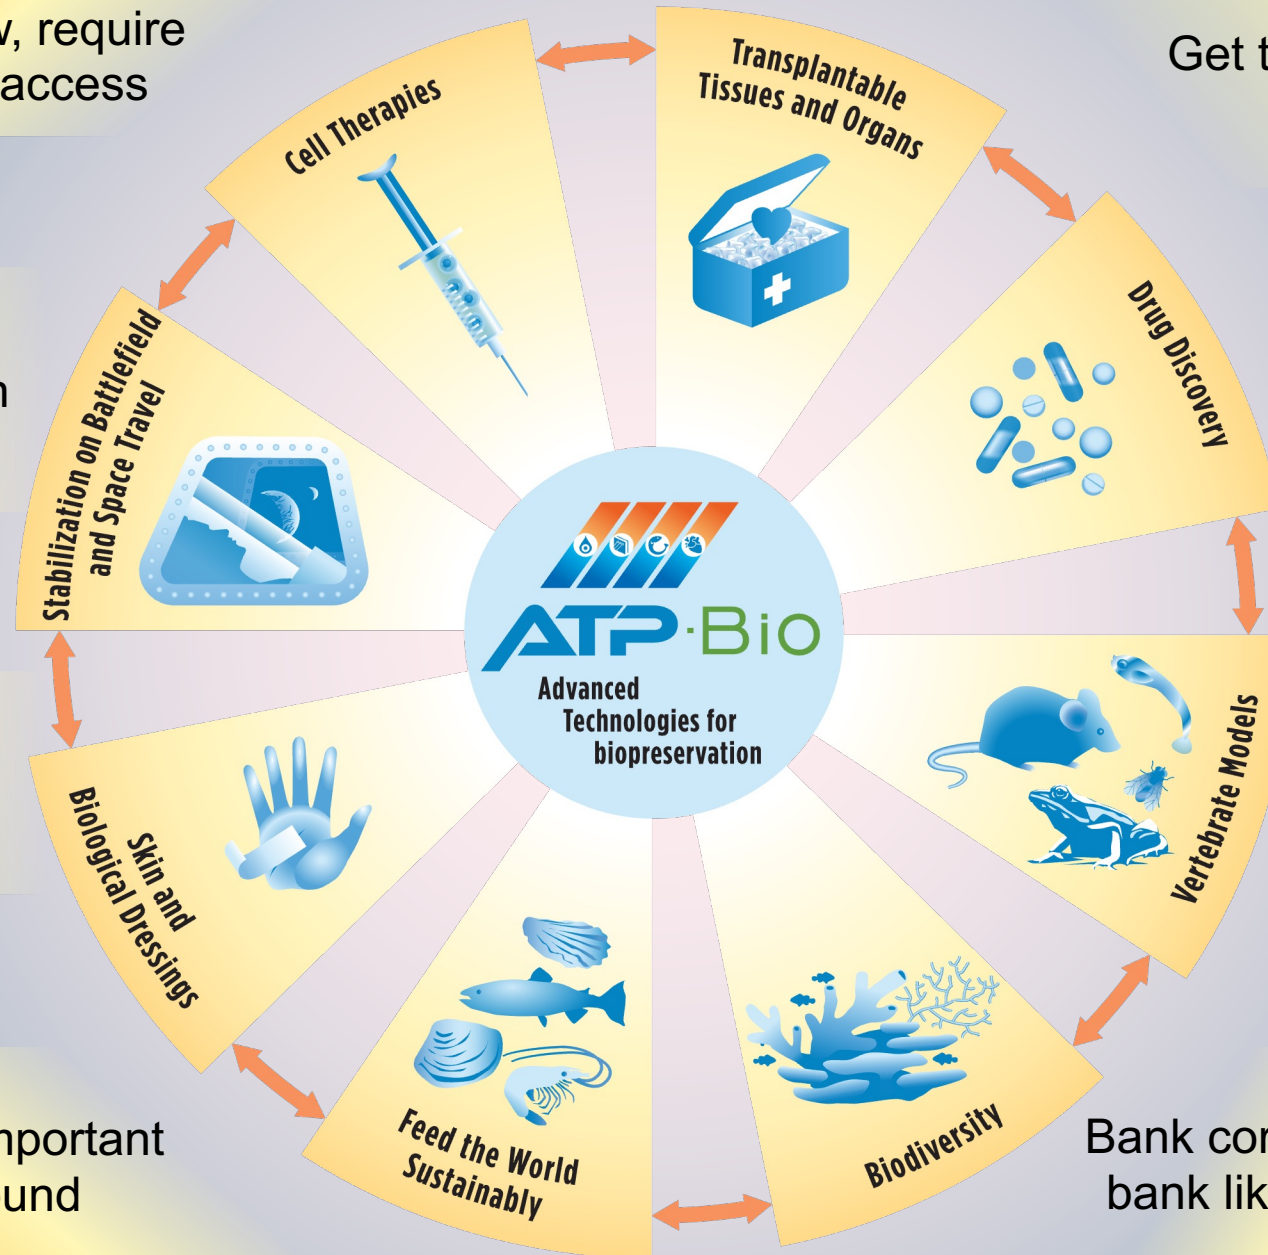 w, require
access
Get t
Cell Therapies
Transplantable
Tissues and Organs
Drug Discovery
Stabilization on Battlefield
and Space Travel
n
ATP·Bio
Advanced
Technologies for
biopreservation
Vertebrate Models
Skin and
Biological Dressings
Feed the World
Sustainably
Biodiversity
mportant
ound
Bank cor
bank lik